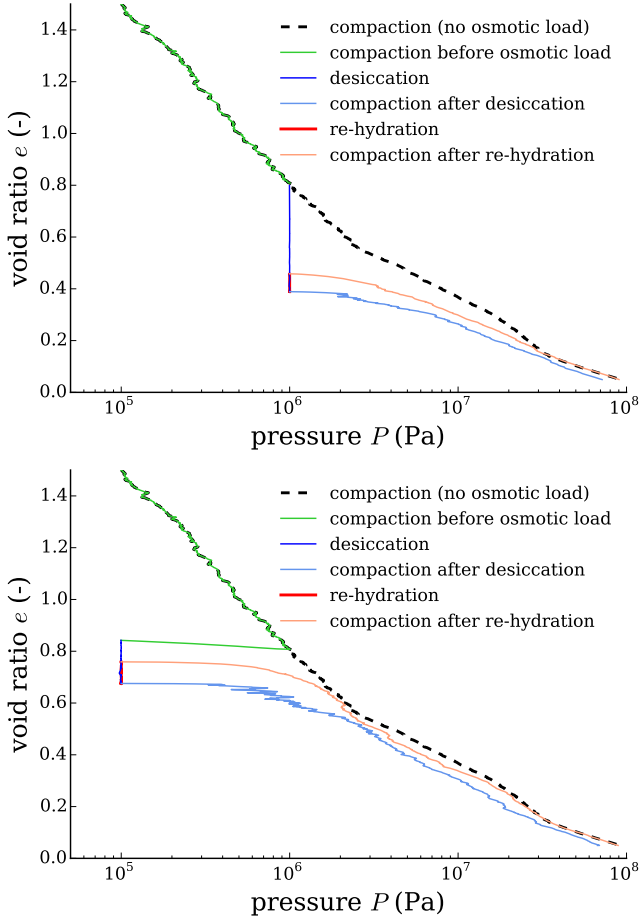 compaction (no osmotic load)
compaction before osmotic load
desiccation
compaction after desiccation
re-hydration
compaction after re-hydration
void ratio e (-)
1.4
1.2
1.0
0.8
0.6
0.4
0.2
0.0
10^5
10^6
10^7
10^8
pressure P (Pa)
compaction (no osmotic load)
compaction before osmotic load
desiccation
compaction after desiccation
re-hydration
compaction after re-hydration
void ratio e (-)
1.4
1.2
1.0
0.8
0.6
0.4
0.2
0.0
10^5
10^6
10^7
10^8
pressure P (Pa)